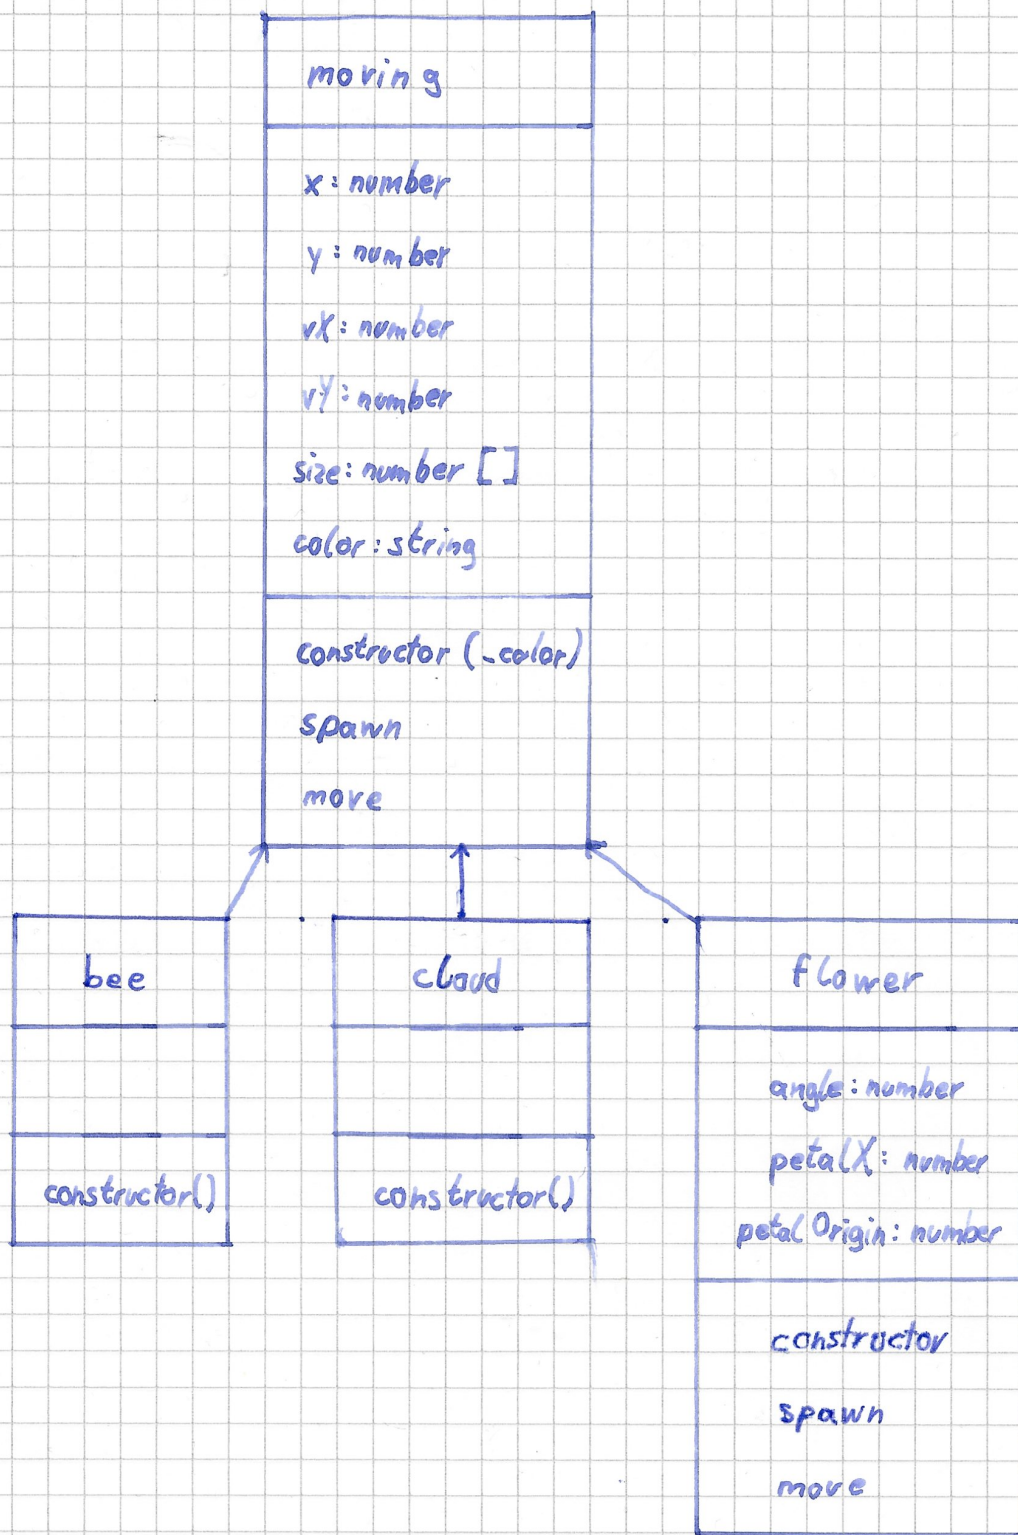 moving
x: number
y: number
vX: number
vY: number
size: number []
color: string
constructor (_color)
spawn
move
bee
constructor()
cloud
constructor()
flower
angle: number
petalX: number
petalOrigin: number
constructor
spawn
move